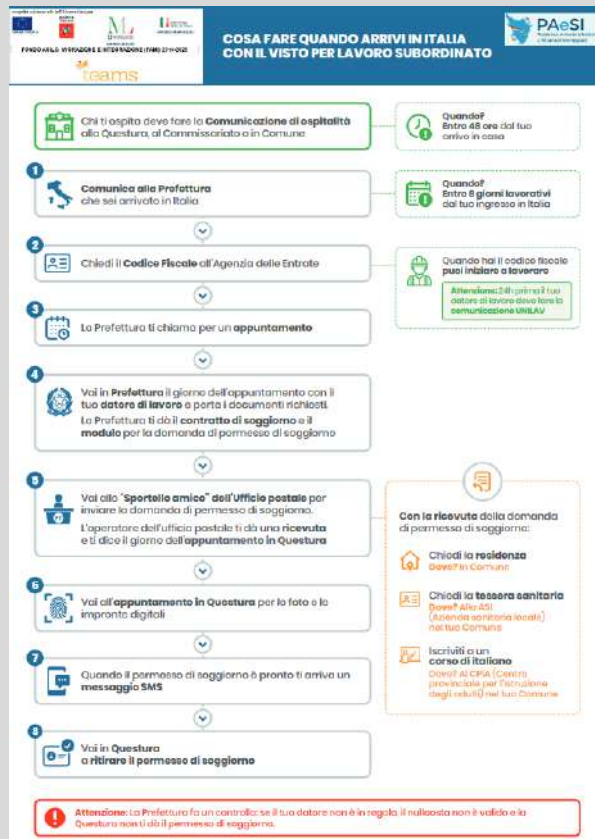 COSA FARE QUANDO ARRIVI IN ITALIA
CON IL VISTO PER LAVORO SUBORDINATO
PAeSI
teams
Chi ti ospita deve fare la Comunicazione di ospitalità
alla Questura, al Commissariato o in Comune
Quando?
Entro 48 ore dal tuo
arrivo in casa
1
Comunica alla Prefettura
che sei arrivato in Italia
Quando?
Entro 8 giorni lavorativi
dal tuo ingresso in Italia
2
Chiedi il Codice Fiscale all'Agenzia delle Entrate
Quando hai il codice fiscale
puoi iniziare a lavorare
Attenzione: 24h prima il tuo
datore di lavoro deve fare la
comunicazione UNILAV
3
La Prefettura ti chiama per un appuntamento
4
Vai in Prefettura il giorno dell'appuntamento con il
tuo datore di lavoro e porta i documenti richiesti.
La Prefettura ti dà il contratto di soggiorno e il
modulo per la domanda di permesso di soggiorno
5
Vai allo "Sportello amico" dell'Ufficio postale per
inviare la domanda di permesso di soggiorno.
L'operatore dell'ufficio postale ti dà una ricevuta
e ti dice il giorno dell'appuntamento in Questura
Con la ricevuta della domanda
di permesso di soggiorno:
Chiedi la residenza
Dove? In Comune
Chiedi la tessera sanitaria
Dove? Alla ASL
(Azienda sanitaria locale)
nel tuo Comune
Iscriviti a un
corso di italiano
Dove? Al CPIA (Centro
provinciale per l'istruzione
degli adulti) nel tuo Comune
6
Vai all'appuntamento in Questura per la foto e le
impronte digitali
7
Quando il permesso di soggiorno è pronto ti arriva un
messaggio SMS
8
Vai in Questura
a ritirare il permesso di soggiorno
Attenzione: La Prefettura fa un controllo: se il tuo datore non è in regola, il nullaosta non è valido e la
Questura non ti dà il permesso di soggiorno.